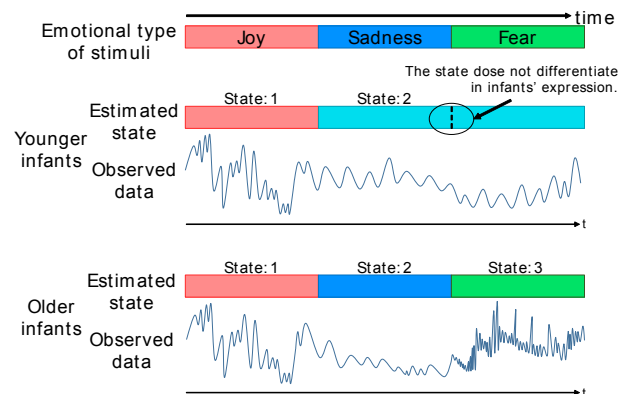 time
Emotional type
of stimuli
Joy
Sadness
Fear
The state dose not differentiate
in infants' expression.
Estimated
state
State: 1
State: 2
Younger
infants
Observed
data
t
Estimated
state
State: 1
State: 2
State: 3
Older
infants
Observed
data
t